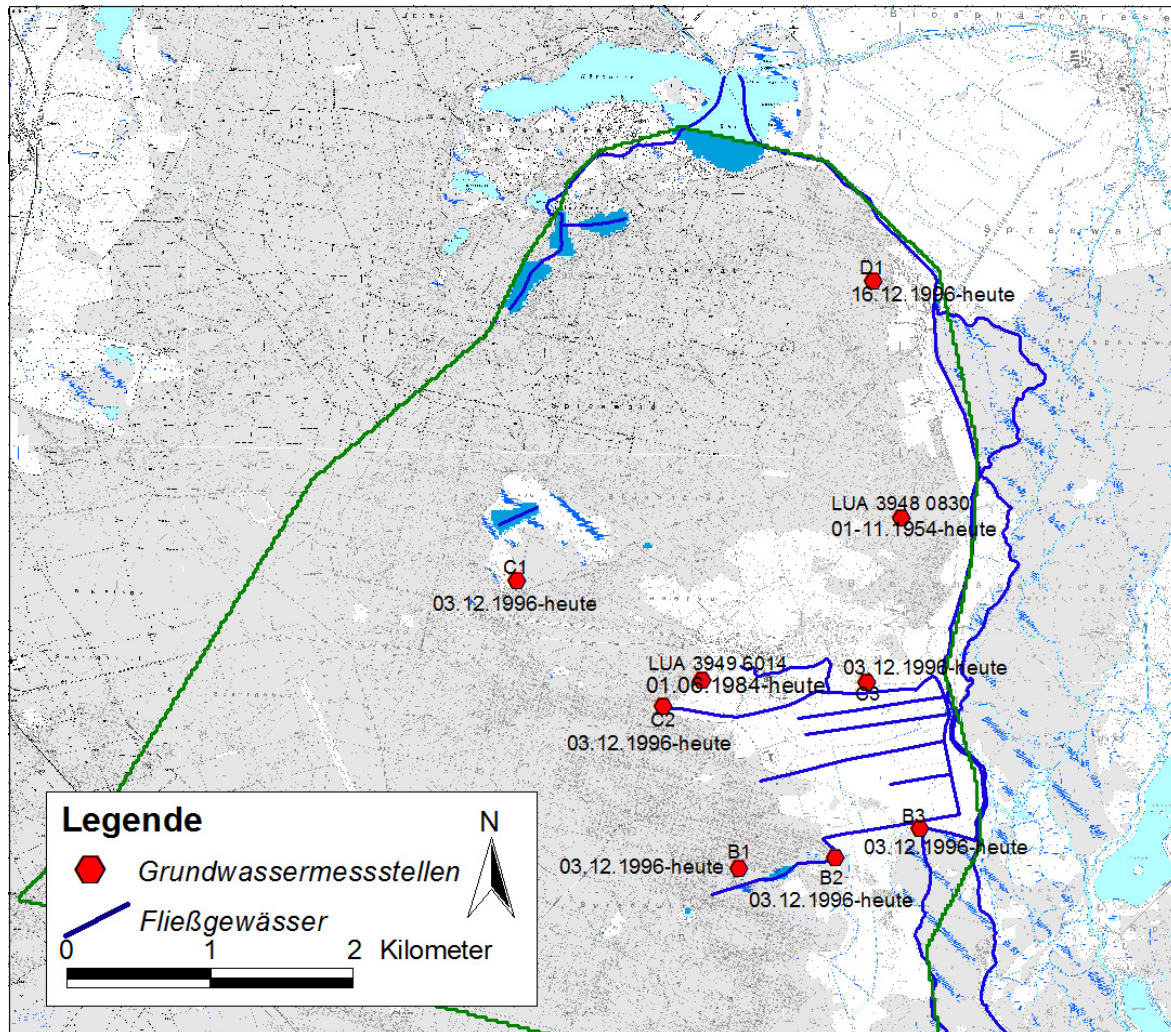 D1
16.12.1996-heute
LUA 3948 0830
01-11.1954-heute
C1
03.12.1996-heute
LUA 3949 6014
01.06.1984-heute
03.12.1996-heute
C3
C2
03.12.1996-heute
B3
03.12.1996-heute
B1
03.12.1996-heute
B2
03.12.1996-heute
Legende
N
Grundwassermessstellen
Fließgewässer
0 1 2 Kilometer